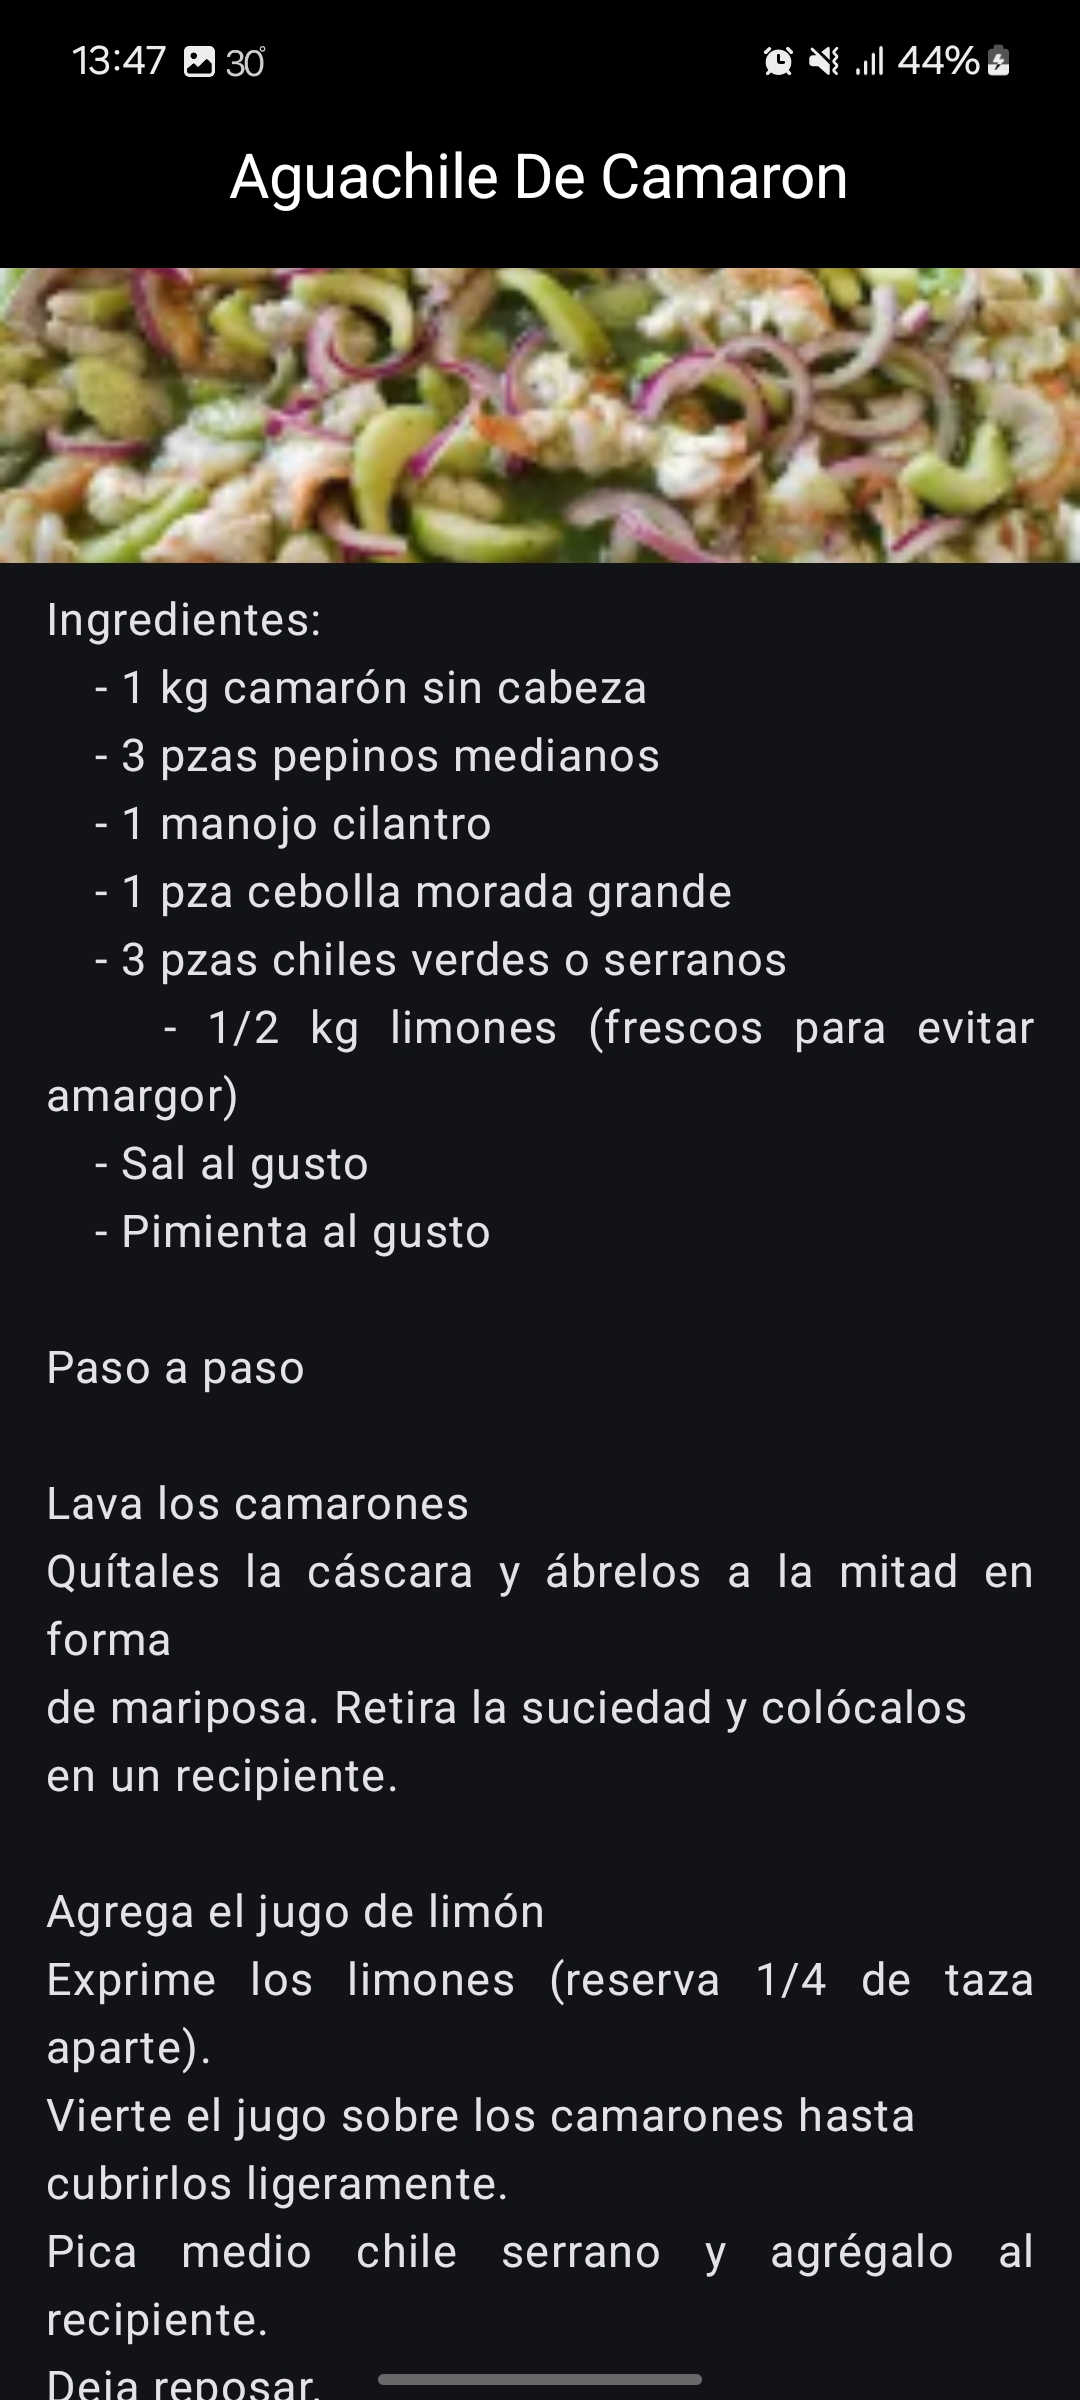 13:47 30° 44%
Aguachile De Camaron
Ingredientes:
- 1 kg camarón sin cabeza
- 3 pzas pepinos medianos
- 1 manojo cilantro
- 1 pza cebolla morada grande
- 3 pzas chiles verdes o serranos
- 1/2 kg limones (frescos para evitar
amargor)
- Sal al gusto
- Pimienta al gusto
Paso a paso
Lava los camarones
Quítales la cáscara y ábrelos a la mitad en
forma
de mariposa. Retira la suciedad y colócalos
en un recipiente.
Agrega el jugo de limón
Exprime los limones (reserva 1/4 de taza
aparte).
Vierte el jugo sobre los camarones hasta
cubrirlos ligeramente.
Pica medio chile serrano y agrégalo al
recipiente.
Deja reposar.